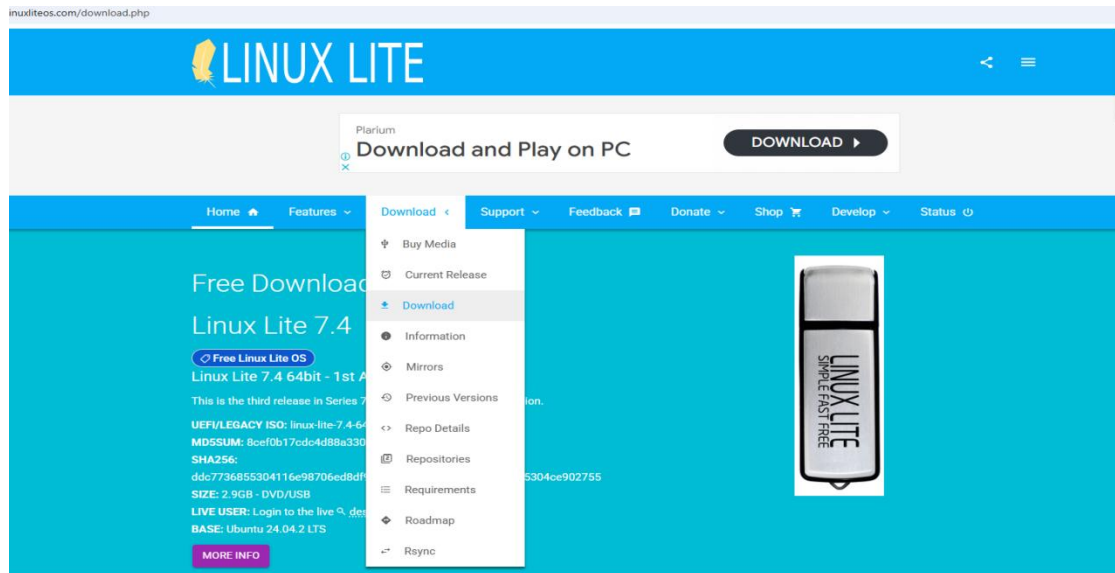 inuxliteos.com/download.php
LINUX LITE
Plarium
Download and Play on PC
DOWNLOAD
Home Features Download Support Feedback Donate Shop Develop Status
Buy Media
Current Release
Download
Information
Mirrors
Previous Versions
Repo Details
Repositories
Requirements
Roadmap
Rsync
Free Download
Linux Lite 7.4
Free Linux Lite OS
Linux Lite 7.4 64bit - 1st A
This is the third release in Series 7 ion.
UEFI/LEGACY ISO: linux-lite-7.4-64
MD5SUM: 8cef0b17cdc4d88a330
SHA256:
ddc7736855304116e98706ed8df 5304ce902755
SIZE: 2.9GB - DVD/USB
LIVE USER: Login to the live des
BASE: Ubuntu 24.04.2 LTS
MORE INFO
LINUX LITE
SIMPLE FAST FREE